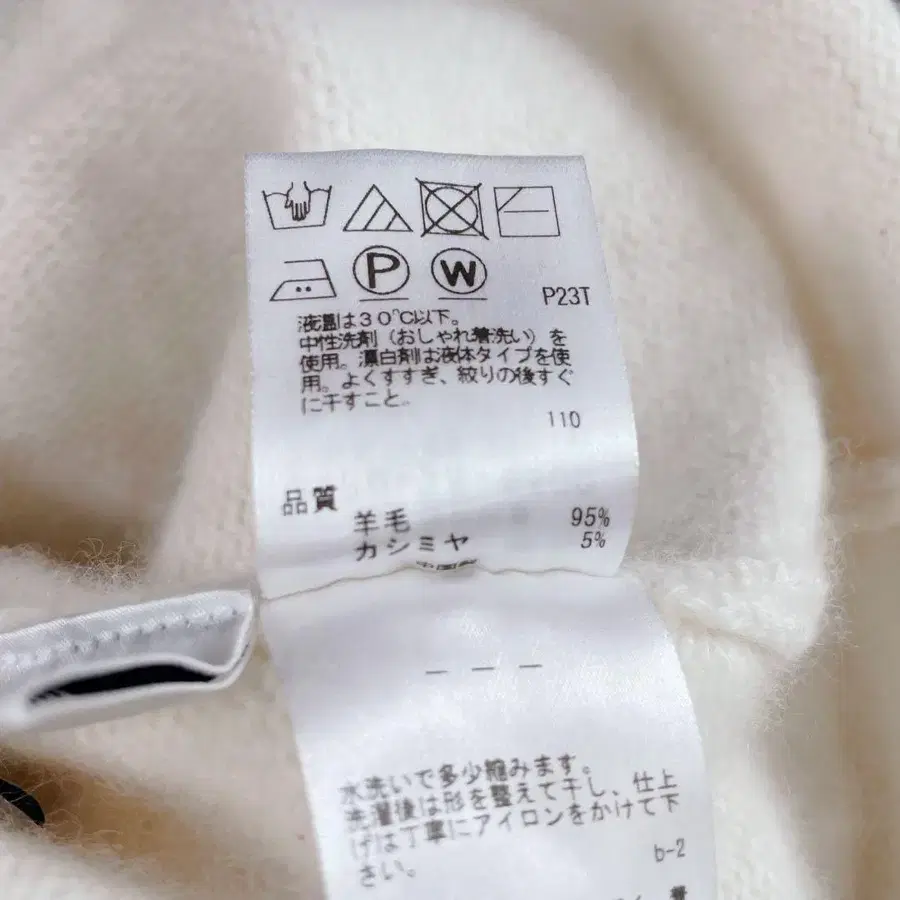 P W
P23T
液温は30℃以下。
中性洗剤（おしゃれ着洗い）を
使用。漂白剤は液体タイプを使
用。よくすすぎ、絞りの後すぐ
に干すこと。
110
品質
羊毛 95%
カシミヤ 5%
― ― ―
水洗いで多少縮みます。
洗濯後は形を整えて干し、仕上
げは丁寧にアイロンをかけて下
さい。
b-2